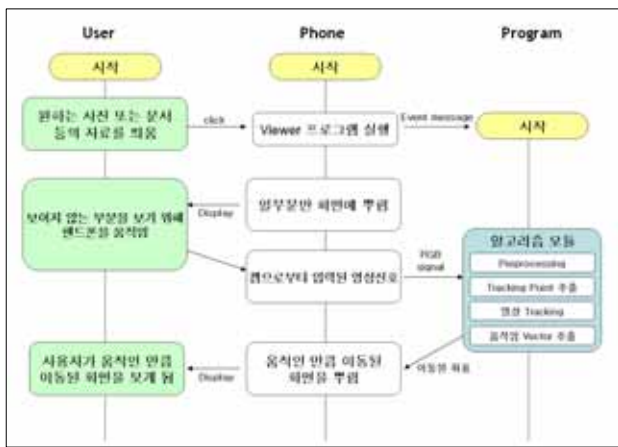 User
Phone
Program
시작
시작
원하는 사진 또는 문서
등의 자료를 띄움
click
Viewer 프로그램 실행
Event message
시작
보이지 않는 부분을 보기 위해
핸드폰을 움직임
Display
일부분만 화면에 뿌림
캠으로부터 입력된 영상신호
RGB
signal
알고리즘 모듈
Preprocessing
Tracking Point 추출
영상 Tracking
움직임 Vector 추출
사용자가 움직인 만큼
이동된 화면을 보게 됨
Display
움직인 만큼 이동된
화면을 뿌림
이동된 좌표